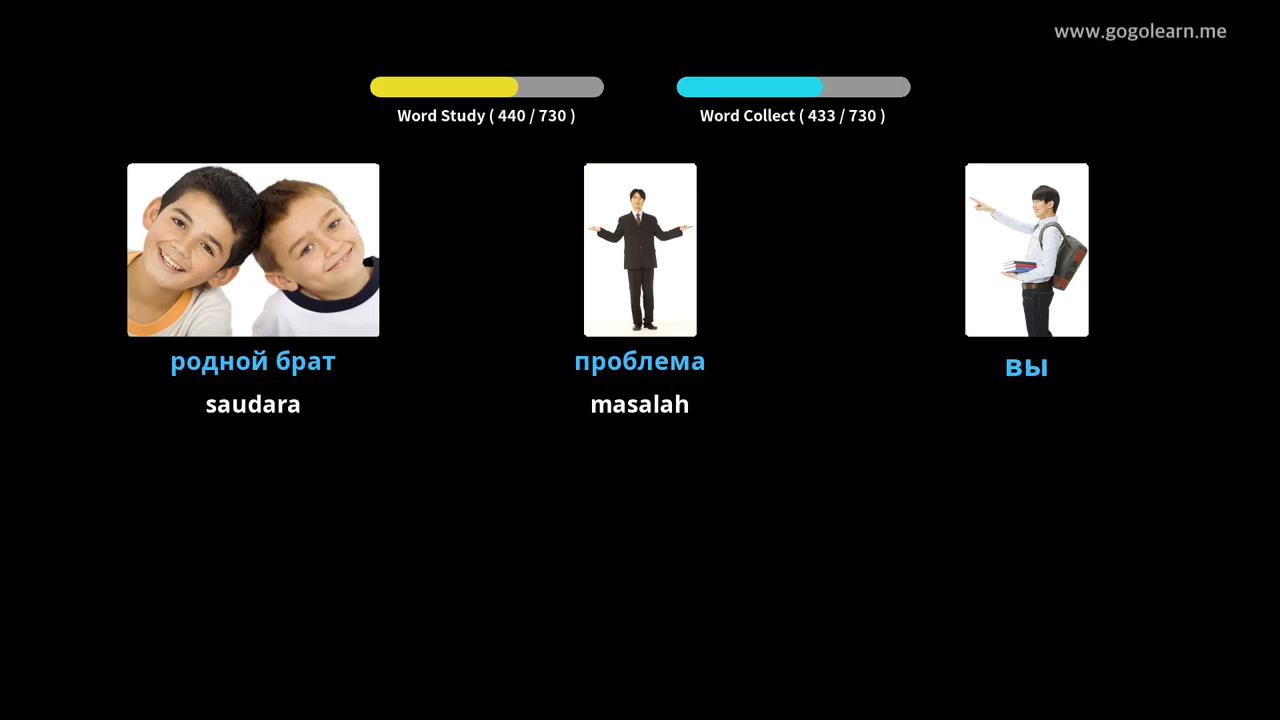 www.gogolearn.me
Word Study ( 440 / 730 )
Word Collect ( 433 / 730 )
родной брат
проблема
вы
saudara
masalah